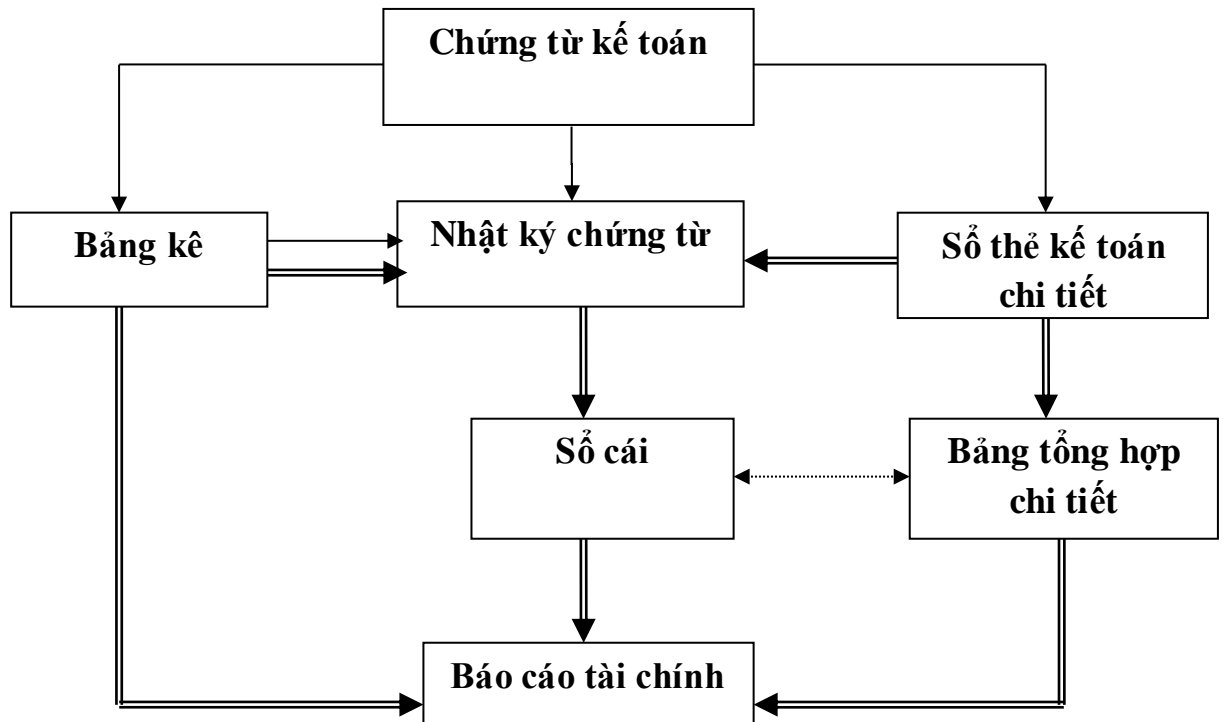 Chứng từ kế toán
Bảng kê
Nhật ký chứng từ
Sổ thẻ kế toán
chi tiết
Sổ cái
Bảng tổng hợp
chi tiết
Báo cáo tài chính